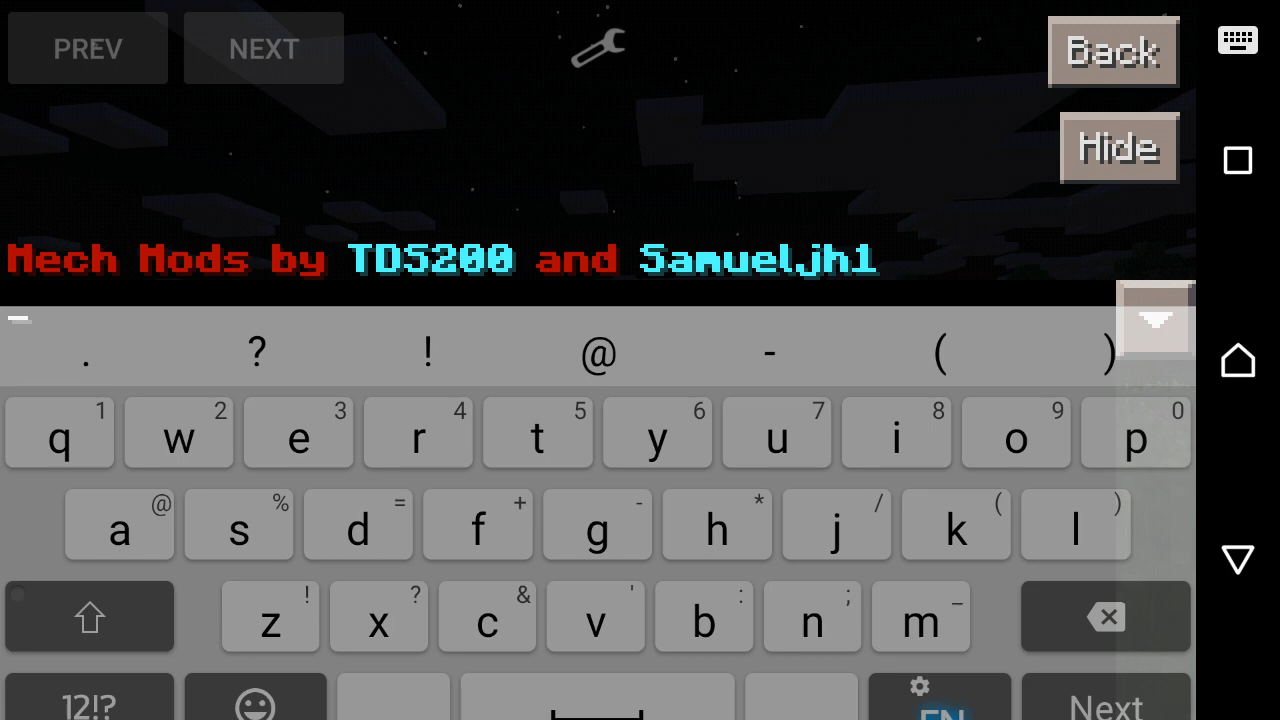 PREV NEXT Back
Hide
Mech Mods by TDS200 and Samueljh1
. ? ! @ - ( )
1 2 3 4 5 6 7 8 9 0
q w e r t y u i o p
@ % = + - * / ( )
a s d f g h j k l
! ? & ' : ; _
z x c v b n m
12!? EN Next